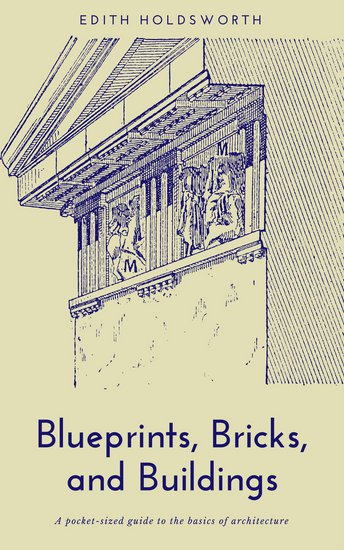 EDITH HOLDSWORTH
M
M
Blueprints, Bricks,
and Buildings
A pocket-sized guide to the basics of architecture